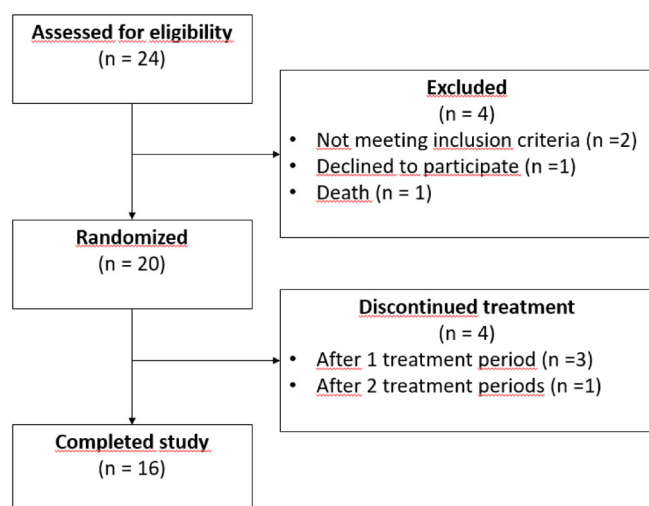 Assessed for eligibility
(n = 24)
Excluded
(n = 4)
• Not meeting inclusion criteria (n =2)
• Declined to participate (n =1)
• Death (n = 1)
Randomized
(n = 20)
Discontinued treatment
(n = 4)
• After 1 treatment period (n =3)
• After 2 treatment periods (n =1)
Completed study
(n = 16)